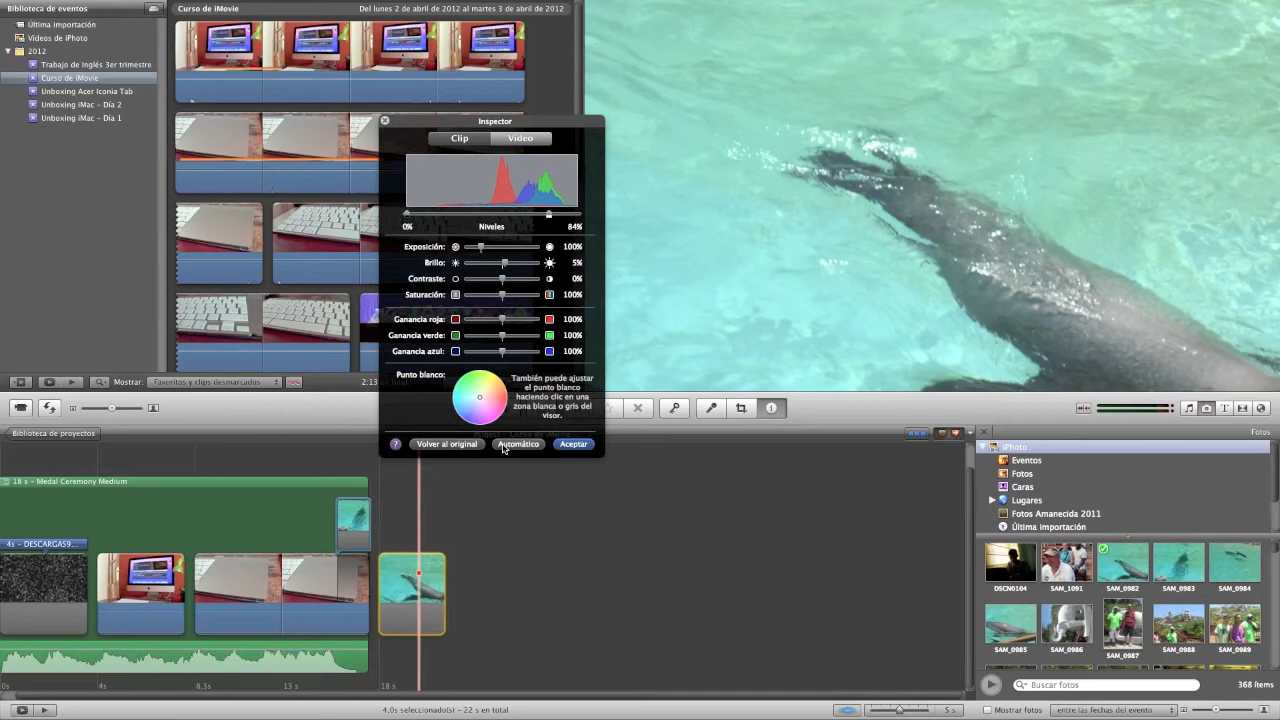 Biblioteca de eventos
Última importación
Vídeos de iPhoto
2012
Trabajo de Inglés 3er trimestre
Curso de iMovie
Unboxing Acer Iconia Tab
Unboxing iMac - Día 2
Unboxing iMac - Día 1
Curso de iMovie
Del lunes 2 de abril de 2012 al martes 3 de abril de 2012
Inspector
Clip
Vídeo
0%
Niveles
84%
Exposición:
100%
Brillo:
5%
Contraste:
0%
Saturación:
100%
Ganancia roja:
100%
Ganancia verde:
100%
Ganancia azul:
100%
Punto blanco:
También puede ajustar
el punto blanco
haciendo clic en una
zona blanca o gris del
visor.
?
Volver al original
Automático
Aceptar
Mostrar:
Favoritos y clips desmarcados
2:13 en total
Biblioteca de proyectos
18 s - Medal Ceremony Medium
4s - DESCARGAS9...
0s
4s
8,3s
13 s
18 s
4,0s seleccionado(s) - 22 s en total
5 s
Fotos
iPhoto
Eventos
Fotos
Caras
Lugares
Fotos Amanecida 2011
Última importación
DSCN0104
SAM_1091
SAM_0982
SAM_0983
SAM_0984
SAM_0985
SAM_0986
SAM_0987
SAM_0988
SAM_0989
Buscar fotos
368 ítems
Mostrar fotos
entre las fechas del evento